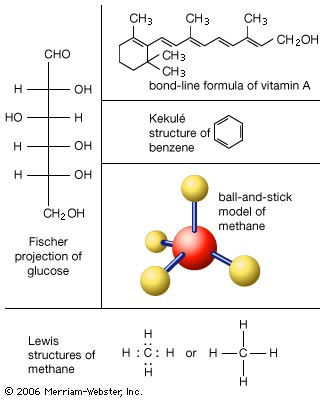 CHO
H OH
HO H
H OH
H OH
CH2OH
Fischer
projection of
glucose
CH3 CH3 CH3
CH2OH
CH3
CH3
bond-line formula of vitamin A
Kekulé
structure of
benzene
ball-and-stick
model of
methane
Lewis
structures of
methane
H
H : C : H or H—C—H
H
H
H
© 2006 Merriam-Webster, Inc.